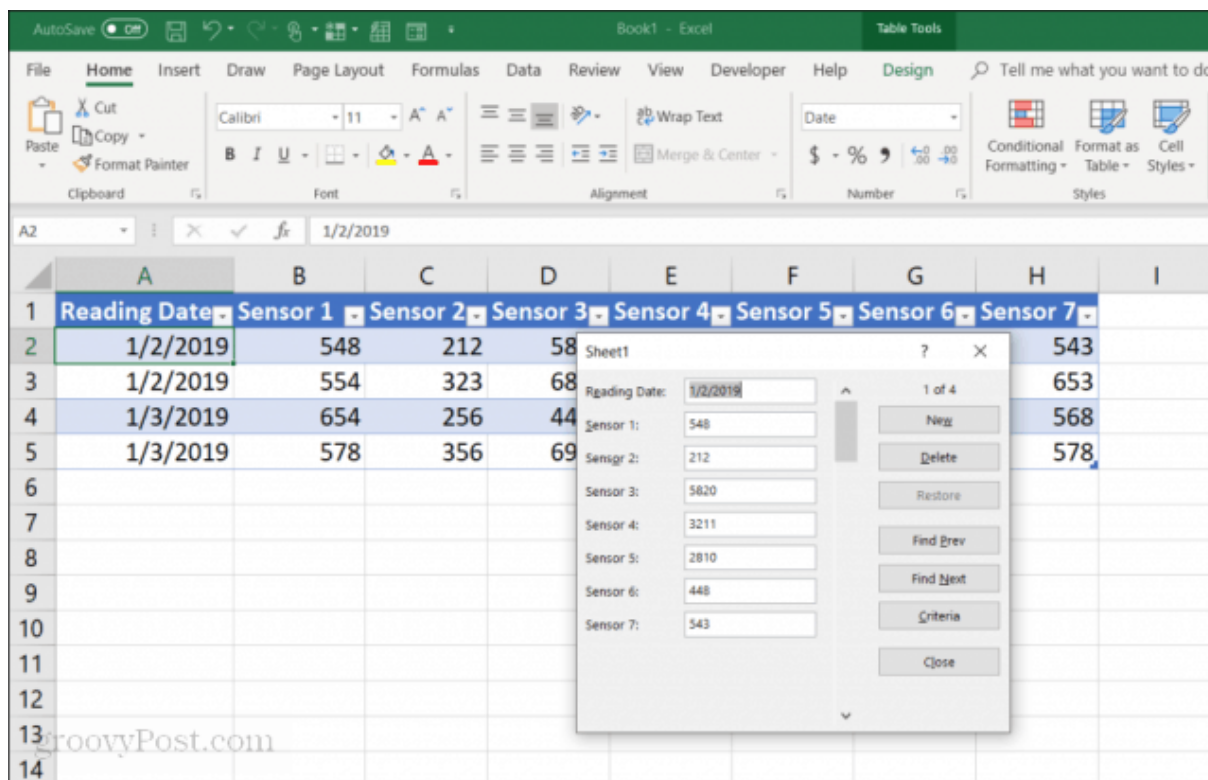 AutoSave Off Book1 - Excel Table Tools
File Home Insert Draw Page Layout Formulas Data Review View Developer Help Design Tell me what you want to do
Paste
Cut
Copy
Format Painter
Clipboard
Calibri 11 A A
B I U A
Font
ab Wrap Text
Merge & Center
Alignment
Date
$ % 9
Number
Conditional Formatting
Format as Table
Cell Styles
Styles
A2 fx 1/2/2019
A B C D E F G H I
1 Reading Date Sensor 1 Sensor 2 Sensor 3 Sensor 4 Sensor 5 Sensor 6 Sensor 7
2 1/2/2019 548 212 58 543
3 1/2/2019 554 323 68 653
4 1/3/2019 654 256 44 568
5 1/3/2019 578 356 69 578
6
7
8
9
10
11
12
13
14
Sheet1 ? ×
Reading Date: 1/2/2019 1 of 4
Sensor 1: 548 New
Sensor 2: 212 Delete
Sensor 3: 5820 Restore
Sensor 4: 3211 Find Prev
Sensor 5: 2810 Find Next
Sensor 6: 448 Criteria
Sensor 7: 543
Close
groovyPost.com